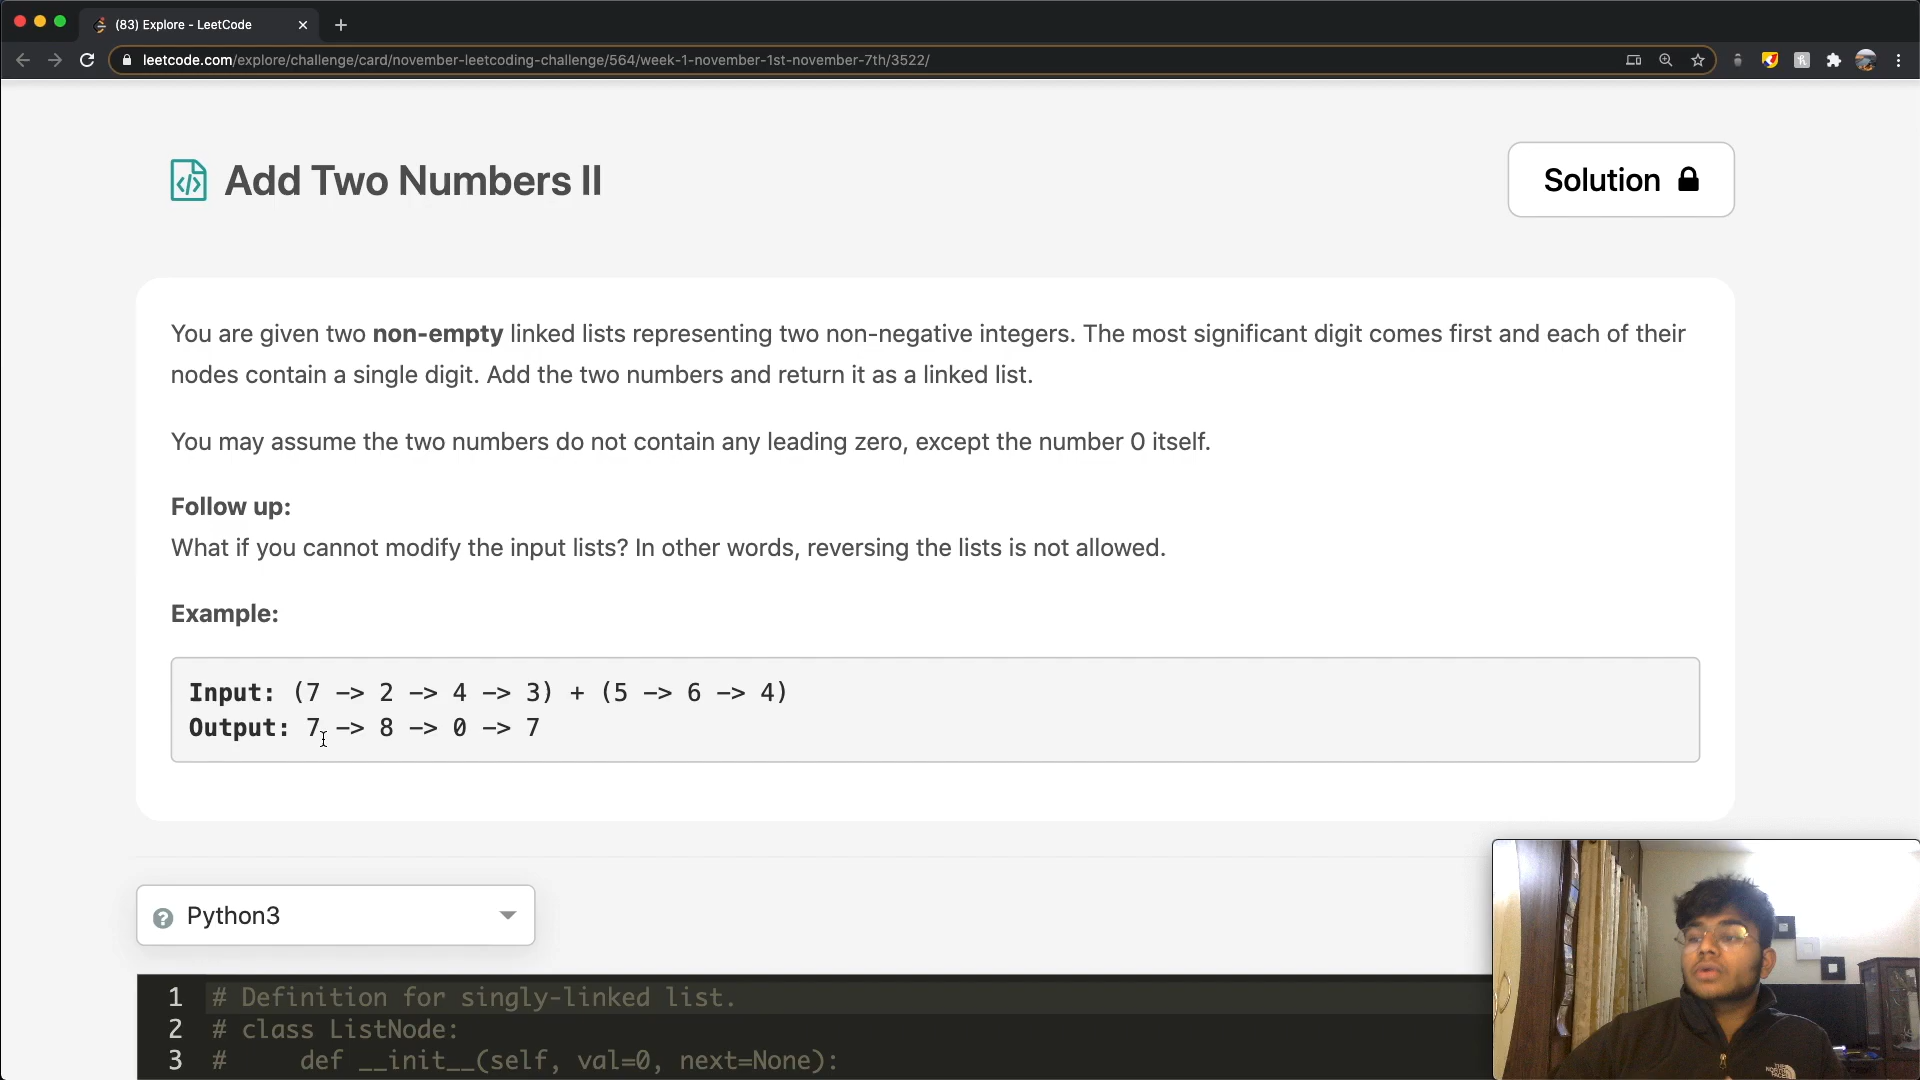 (83) Explore - LeetCode
leetcode.com/explore/challenge/card/november-leetcoding-challenge/564/week-1-november-1st-november-7th/3522/
Add Two Numbers II
Solution
You are given two non-empty linked lists representing two non-negative integers. The most significant digit comes first and each of their
nodes contain a single digit. Add the two numbers and return it as a linked list.
You may assume the two numbers do not contain any leading zero, except the number 0 itself.
Follow up:
What if you cannot modify the input lists? In other words, reversing the lists is not allowed.
Example:
Input: (7 -> 2 -> 4 -> 3) + (5 -> 6 -> 4)
Output: 7 -> 8 -> 0 -> 7
Python3
1 # Definition for singly-linked list.
2 # class ListNode:
3 #     def __init__(self, val=0, next=None):